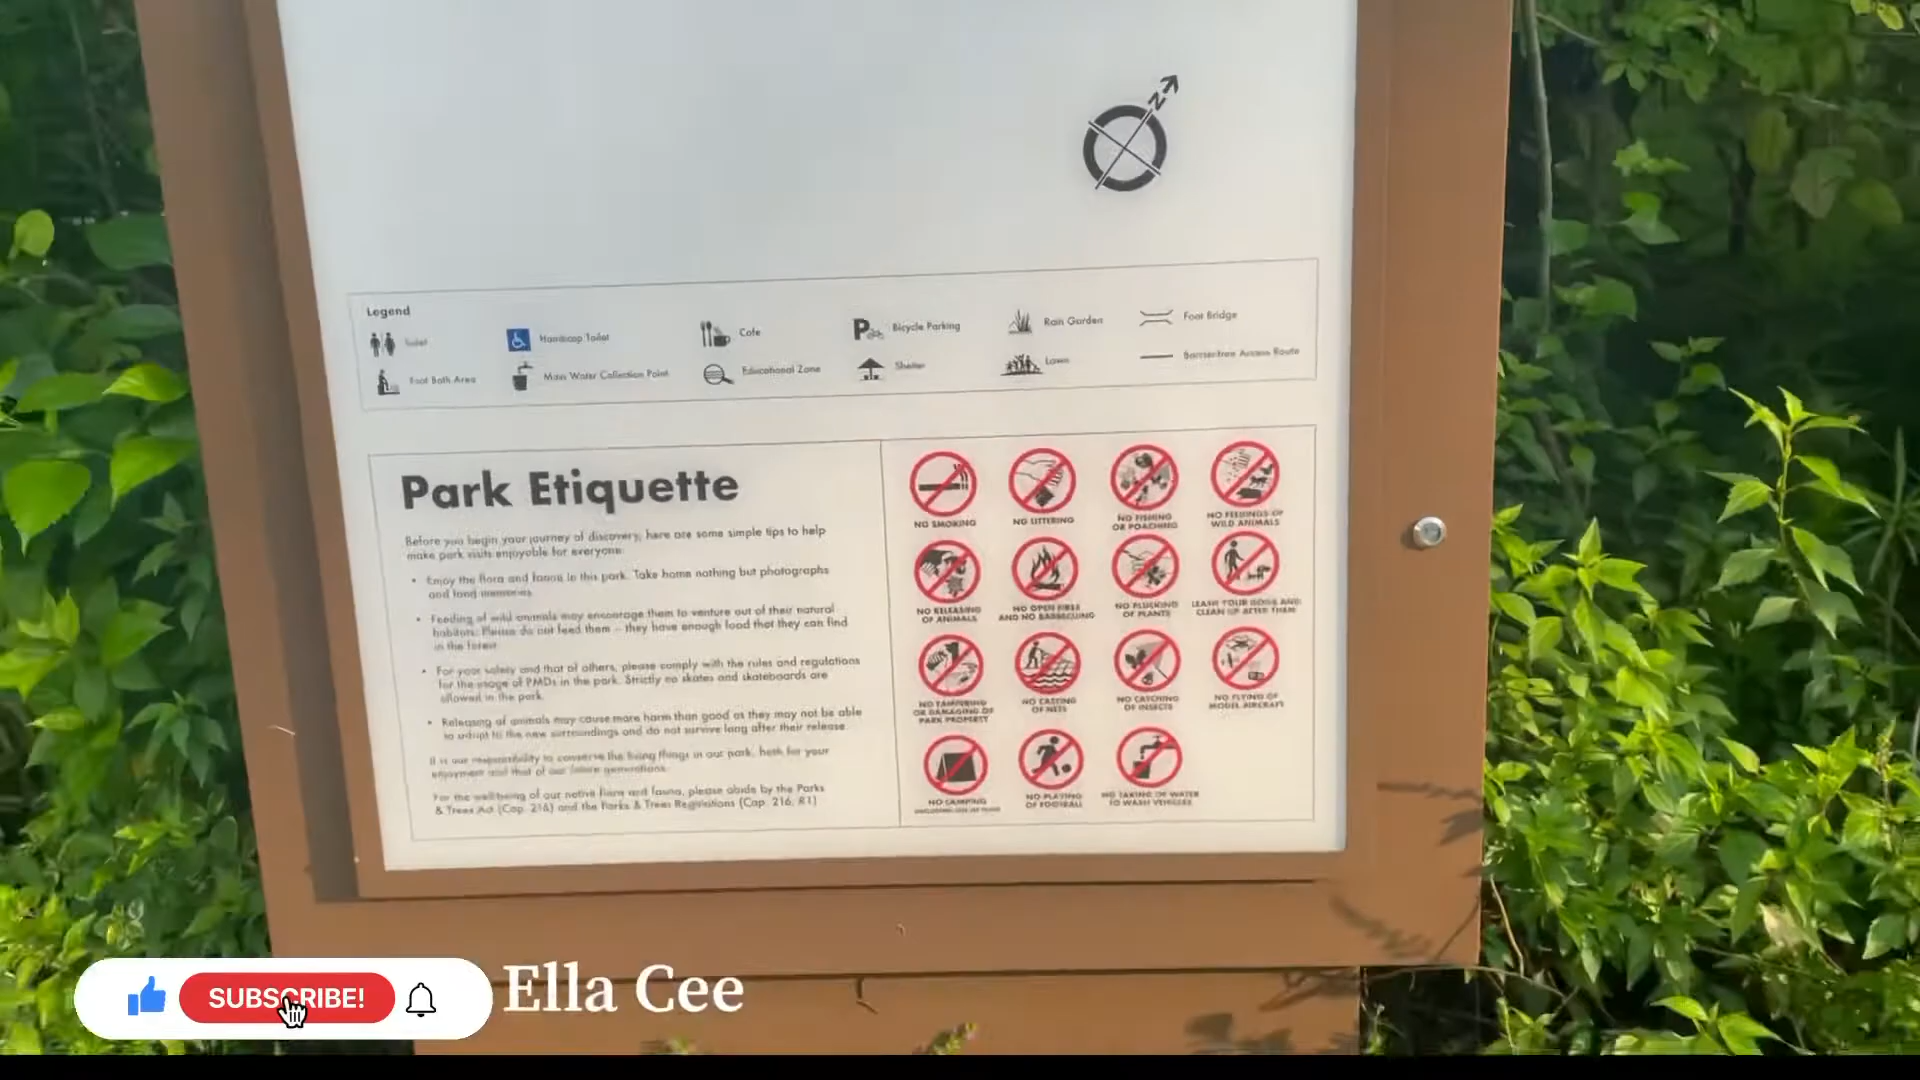 N
Legend
Toilet
Handicap Toilet
Cafe
Bicycle Parking
Rain Garden
Foot Bridge
Foot Bath Area
Main Water Collection Point
Educational Zone
Shelter
Lawn
Barrier-free Access Route
Park Etiquette
Before you begin your journey of discovery, here are some simple tips to help
make park visits enjoyable for everyone.
• Enjoy the flora and fauna in this park. Take home nothing but photographs
and fond memories.
• Feeding of wild animals may encourage them to venture out of their natural
habitats. Please do not feed them – they have enough food that they can find
in the forest.
• For your safety and that of others, please comply with the rules and regulations
for the usage of PMDs in the park. Strictly no skates and skateboards are
allowed in the park.
• Releasing of animals may cause more harm than good as they may not be able
to adapt to the new surroundings and do not survive long after their release.
It is our responsibility to conserve the living things in our park, both for your
enjoyment and that of our future generations.
For the well-being of our native flora and fauna, please abide by the Parks
& Trees Act (Cap. 216) and the Parks & Trees Regulations (Cap. 216, R1)
NO SMOKING
NO LITTERING
NO FISHING
OR POACHING
NO FEEDINGS OF
WILD ANIMALS
NO RELEASING
OF ANIMALS
NO OPEN FIRES
AND NO BARBECUING
NO PLUCKING
OF PLANTS
LEASH YOUR DOGS AND
CLEAN UP AFTER THEM
NO TAMPERING
OR DAMAGING OF
PARK PROPERTY
NO CASTING
OF NETS
NO CATCHING
OF INSECTS
NO FLYING OF
MODEL AIRCRAFT
NO CAMPING
NO PLAYING
OF FOOTBALL
NO TAKING OF WATER
TO WASH VEHICLES
SUBSCRIBE!
Ella Cee